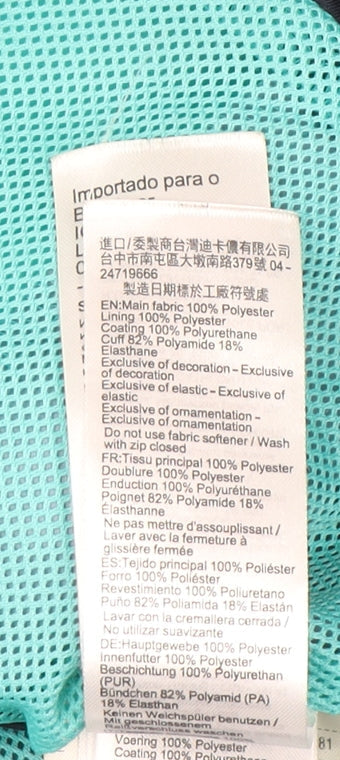 Importado para o
進口/委製商台灣迪卡儂有限公司
台中市南屯區大墩南路379號 04-
24719666
製造日期標於工廠符號處
EN:Main fabric 100% Polyester
Lining 100% Polyester
Coating 100% Polyurethane
Cuff 82% Polyamide 18%
Elasthane
Exclusive of decoration - Exclusive
of decoration
Exclusive of elastic - Exclusive of
elastic
Exclusive of ornamentation -
Exclusive of ornamentation
Do not use fabric softener / Wash
with zip closed
FR:Tissu principal 100% Polyester
Doublure 100% Polyester
Enduction 100% Polyuréthane
Poignet 82% Polyamide 18%
Élasthanne
Ne pas mettre d'assouplissant /
Laver avec la fermeture à
glissière fermée
ES:Tejido principal 100% Poliéster
Forro 100% Poliéster
Revestimiento 100% Poliuretano
Puño 82% Poliamida 18% Elastán
Lavar con la cremallera cerrada /
No utilizar suavizante
DE:Hauptgewebe 100% Polyester
Innenfutter 100% Polyester
Beschichtung 100% Polyurethan
(PUR)
Bündchen 82% Polyamid (PA)
18% Elasthan
Keinen Weichspüler benutzen /
Mit geschlossenem
Reißverschluss waschen
Voering 100% Polyester
Coating 100% Polyurethaan
81